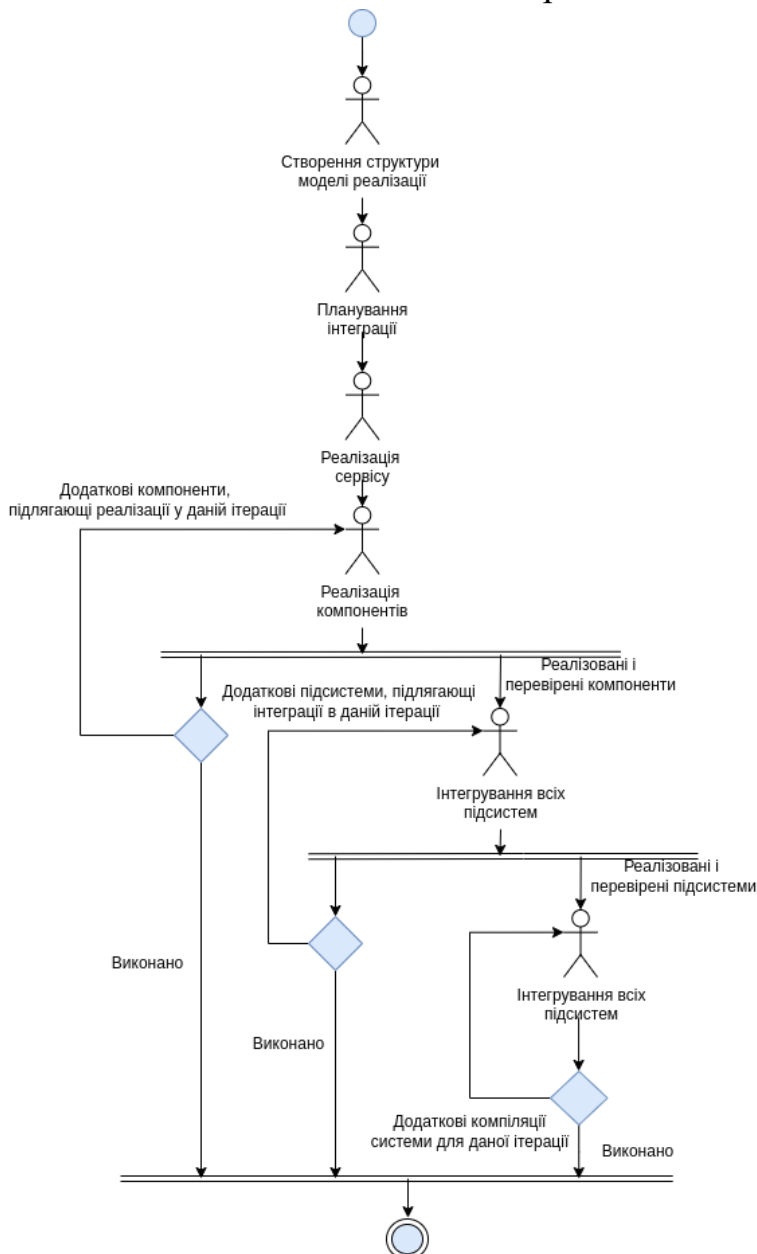 Створення структури
моделі реалізації
Планування
інтеграції
Реалізація
сервісу
Додаткові компоненти,
підлягающі реалізації у даній ітерації
Реалізація
компонентів
Реалізовані і
перевірені компоненти
Додаткові підсистеми, підлягающі
інтеграції в даній ітерації
Інтегрування всіх
підсистем
Реалізовані і
перевірені підсистеми
Виконано
Інтегрування всіх
підсистем
Виконано
Додаткові компіляції
системи для даної ітерації
Виконано